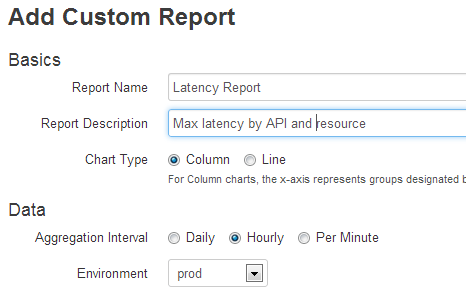 Add Custom Report
Basics
Report Name Latency Report
Report Description Max latency by API and resource
Chart Type Column Line
For Column charts, the x-axis represents groups designated
Data
Aggregation Interval Daily Hourly Per Minute
Environment prod